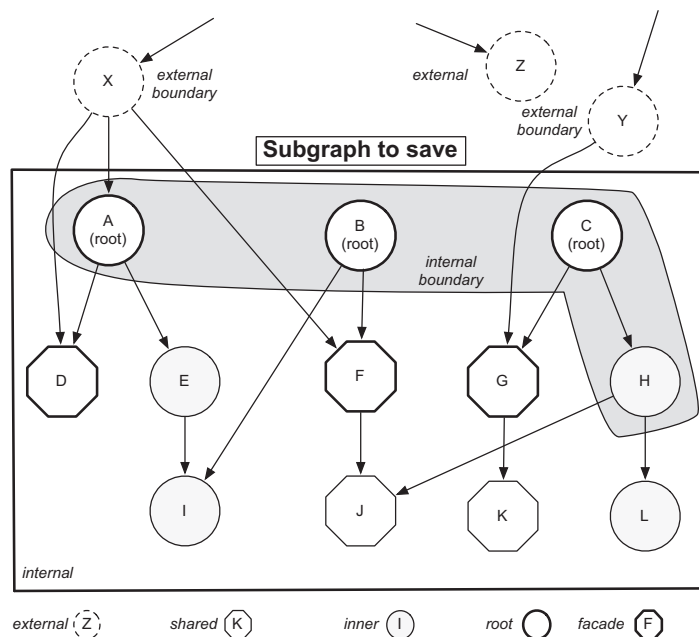 X
external
boundary
external
Z
external
boundary
Y
Subgraph to save
A
(root)
B
(root)
C
(root)
internal
boundary
D
E
F
G
H
I
J
K
L
internal
external Z shared K inner I root facade F